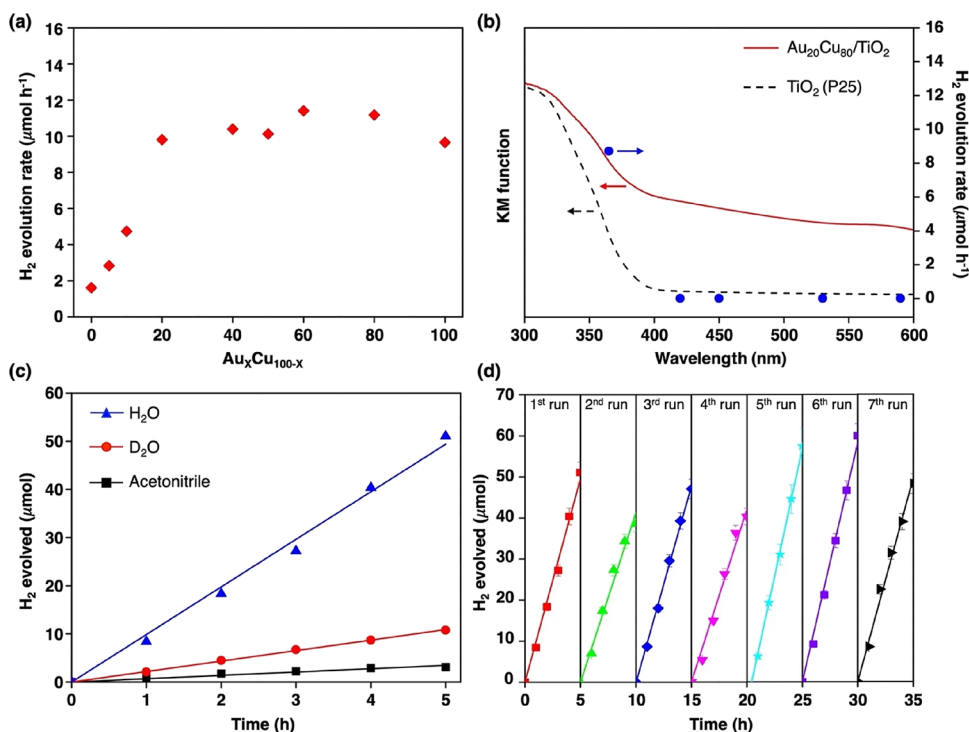 (a)
16
14
12
10
8
6
4
2
0
H₂ evolution rate (μmol h⁻¹)
0 20 40 60 80 100
AuₓCu₁₀₀₋ₓ
(b)
KM function
Au₂₀Cu₈₀/TiO₂
TiO₂ (P25)
16
14
12
10
8
6
4
2
0
H₂ evolution rate (μmol h⁻¹)
300 350 400 450 500 550 600
Wavelength (nm)
(c)
60
50
40
30
20
10
0
H₂ evolved (μmol)
H₂O
D₂O
Acetonitrile
0 1 2 3 4 5
Time (h)
(d)
70
60
50
40
30
20
10
0
H₂ evolved (μmol)
1ˢᵗ run 2ⁿᵈ run 3ʳᵈ run 4ᵗʰ run 5ᵗʰ run 6ᵗʰ run 7ᵗʰ run
0 5 10 15 20 25 30 35
Time (h)